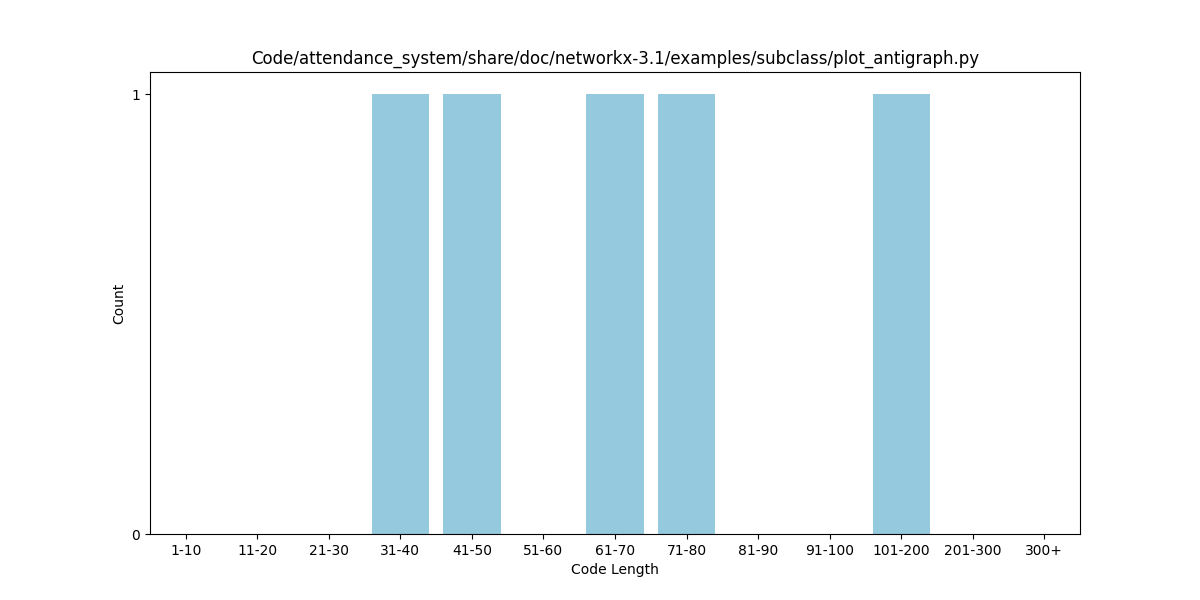 Code/attendance_system/share/doc/networkx-3.1/examples/subclass/plot_antigraph.py
1
0
Count
1-10 11-20 21-30 31-40 41-50 51-60 61-70 71-80 81-90 91-100 101-200 201-300 300+
Code Length